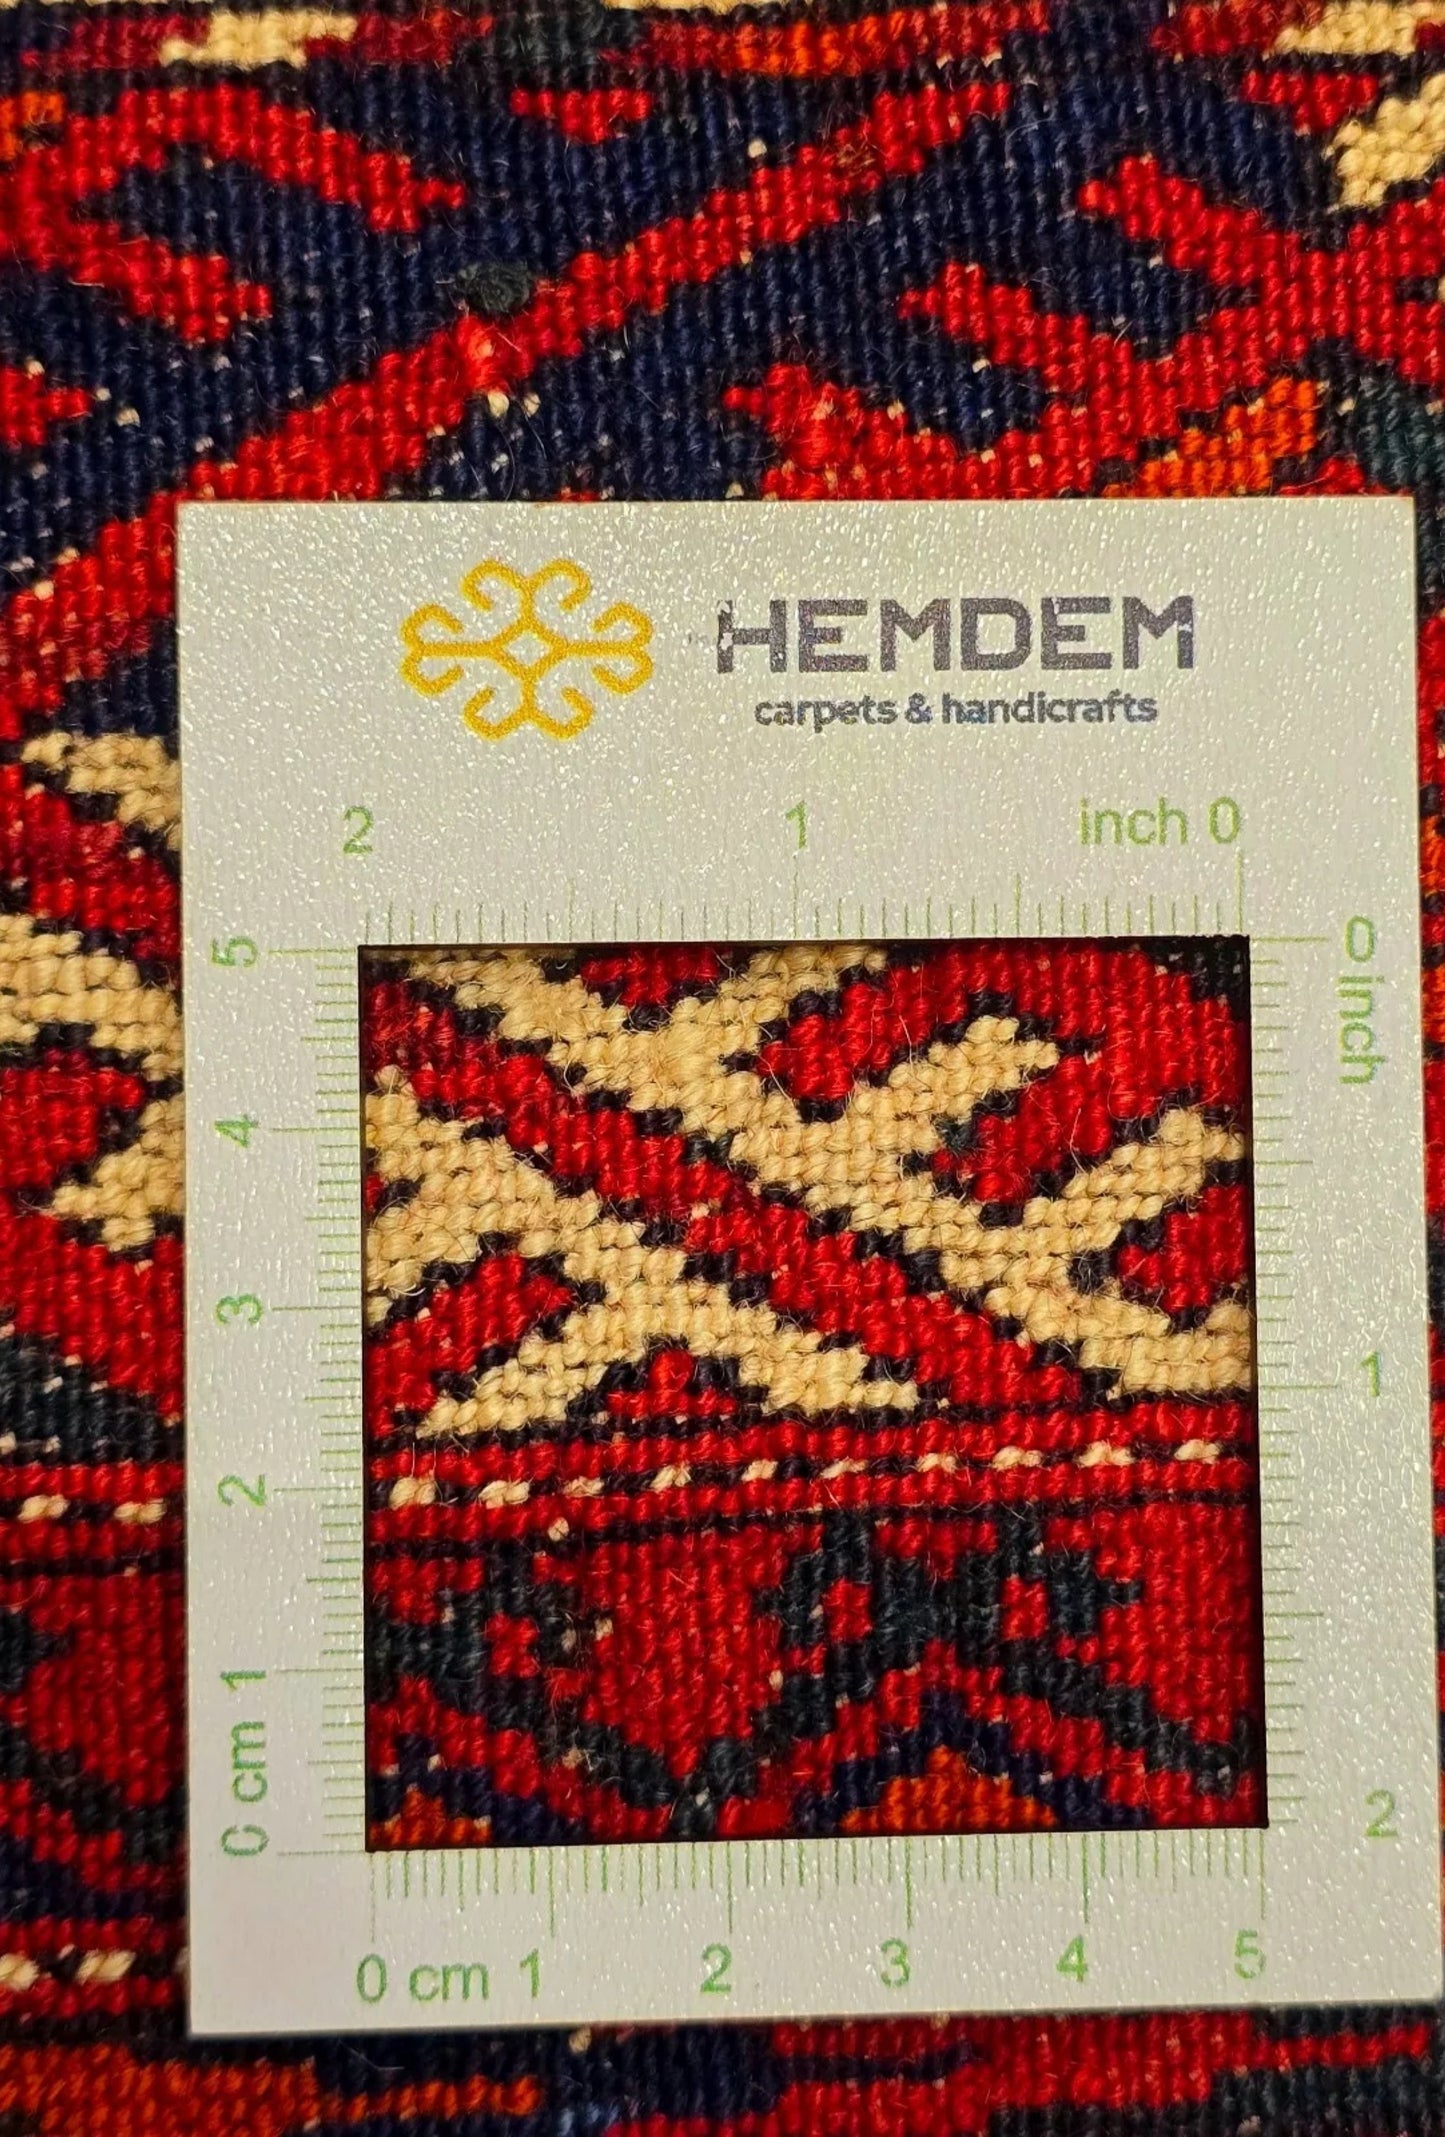 HEMDEM
carpets & handicrafts
2 1 inch 0
5
4
3
2
1
0 cm
0 inch
1
2
0 cm 1 2 3 4 5